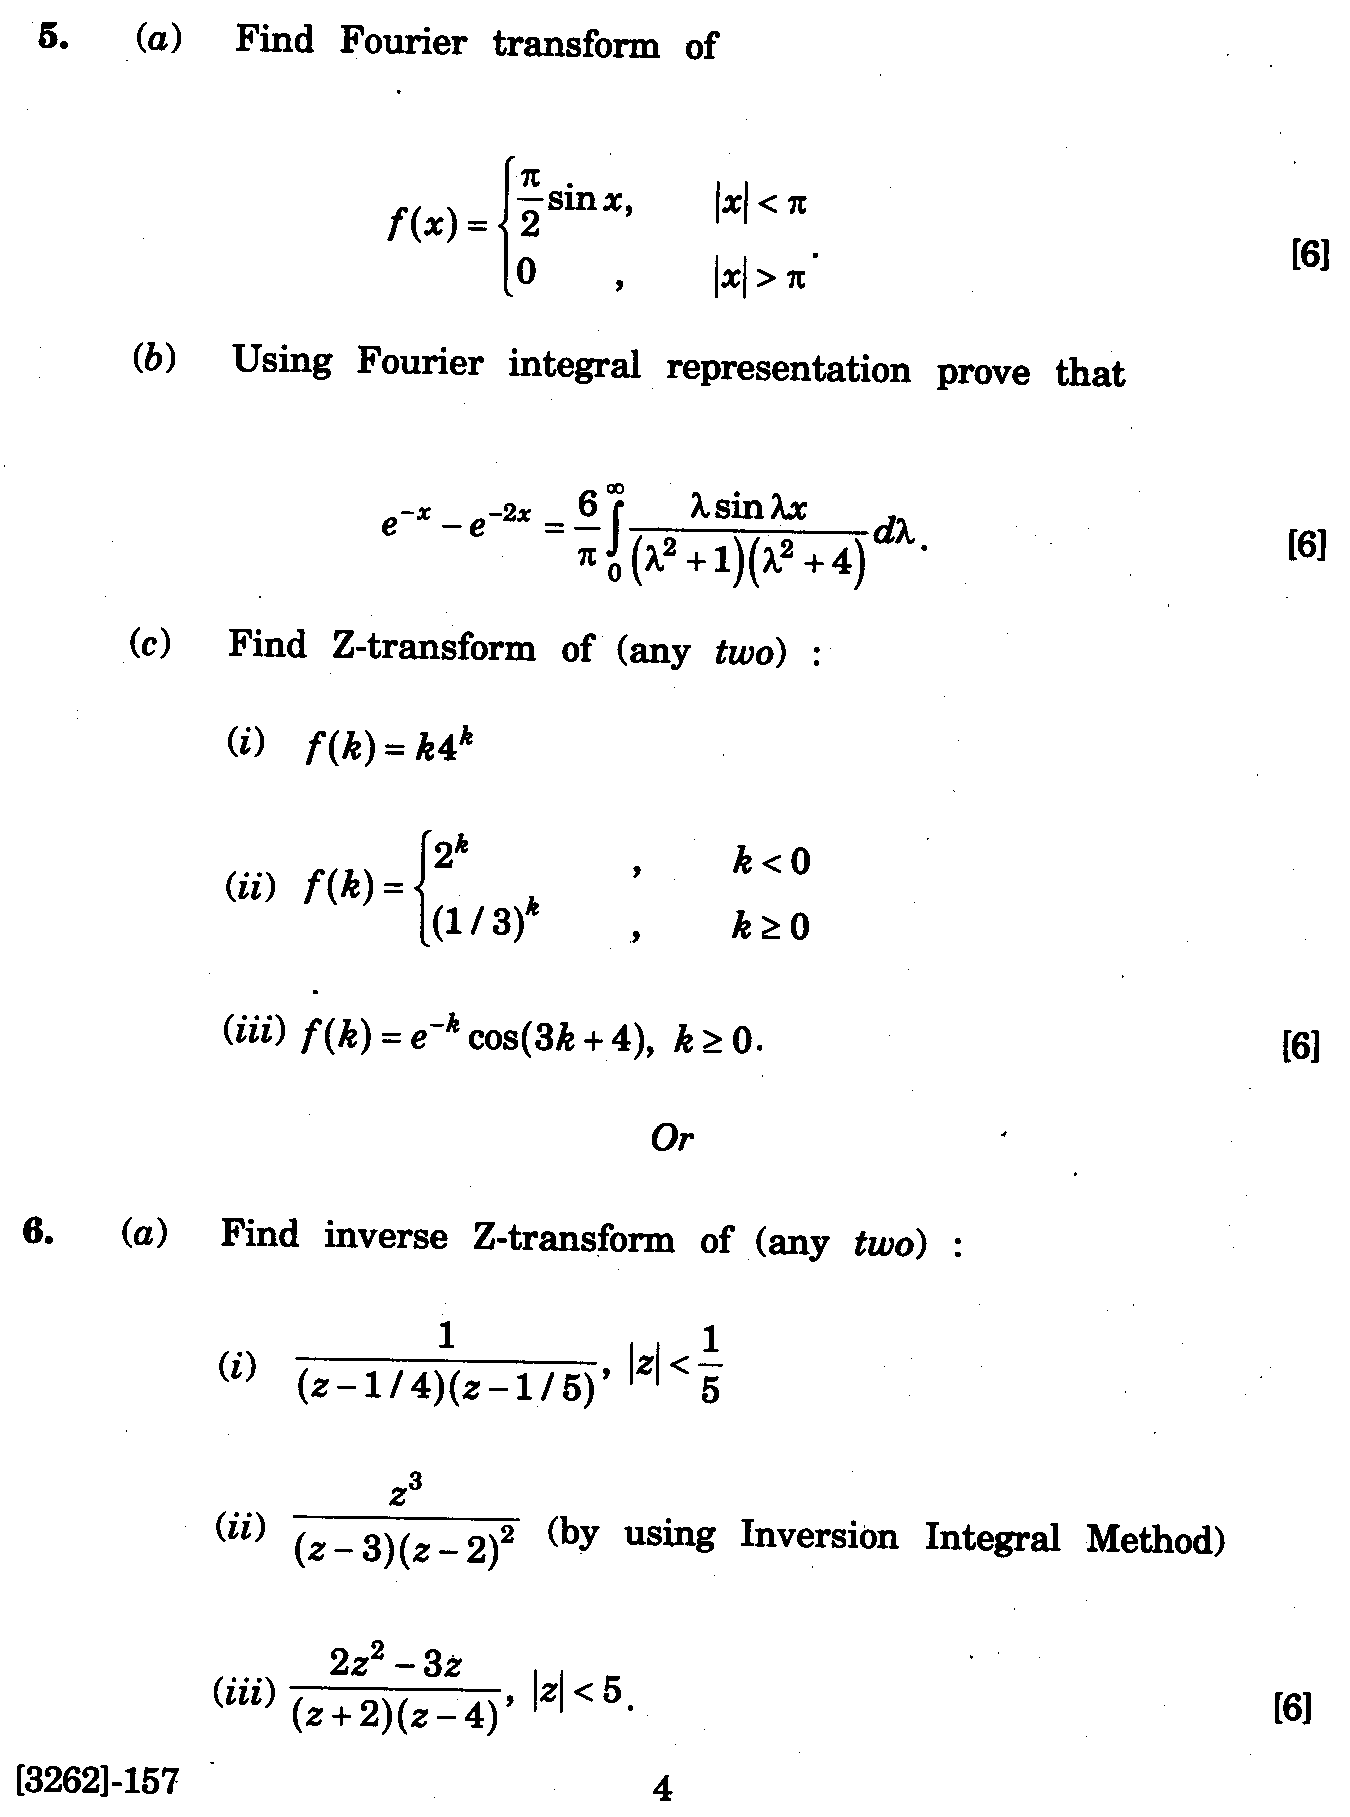 5. (a) Find Fourier transform of
f(x) = { π/2 sin x, |x| < π
0 , |x| > π .
[6]
(b) Using Fourier integral representation prove that
e^{-x} – e^{-2x} = 6/π ∫_0^∞ λ sin λx / (λ² + 1)(λ² + 4) dλ. [6]
(c) Find Z-transform of (any two) :
(i) f(k) = k4^k
(ii) f(k) = { 2^k , k < 0
(1 / 3)^k , k ≥ 0
(iii) f(k) = e^{-k} cos(3k + 4), k ≥ 0. [6]
Or
6. (a) Find inverse Z-transform of (any two) :
(i) 1 / (z – 1/4)(z – 1/5), |z| < 1/5
(ii) z³ / (z – 3)(z – 2)² (by using Inversion Integral Method)
(iii) 2z² – 3z / (z + 2)(z – 4), |z| < 5. [6]
[3262]-157 4